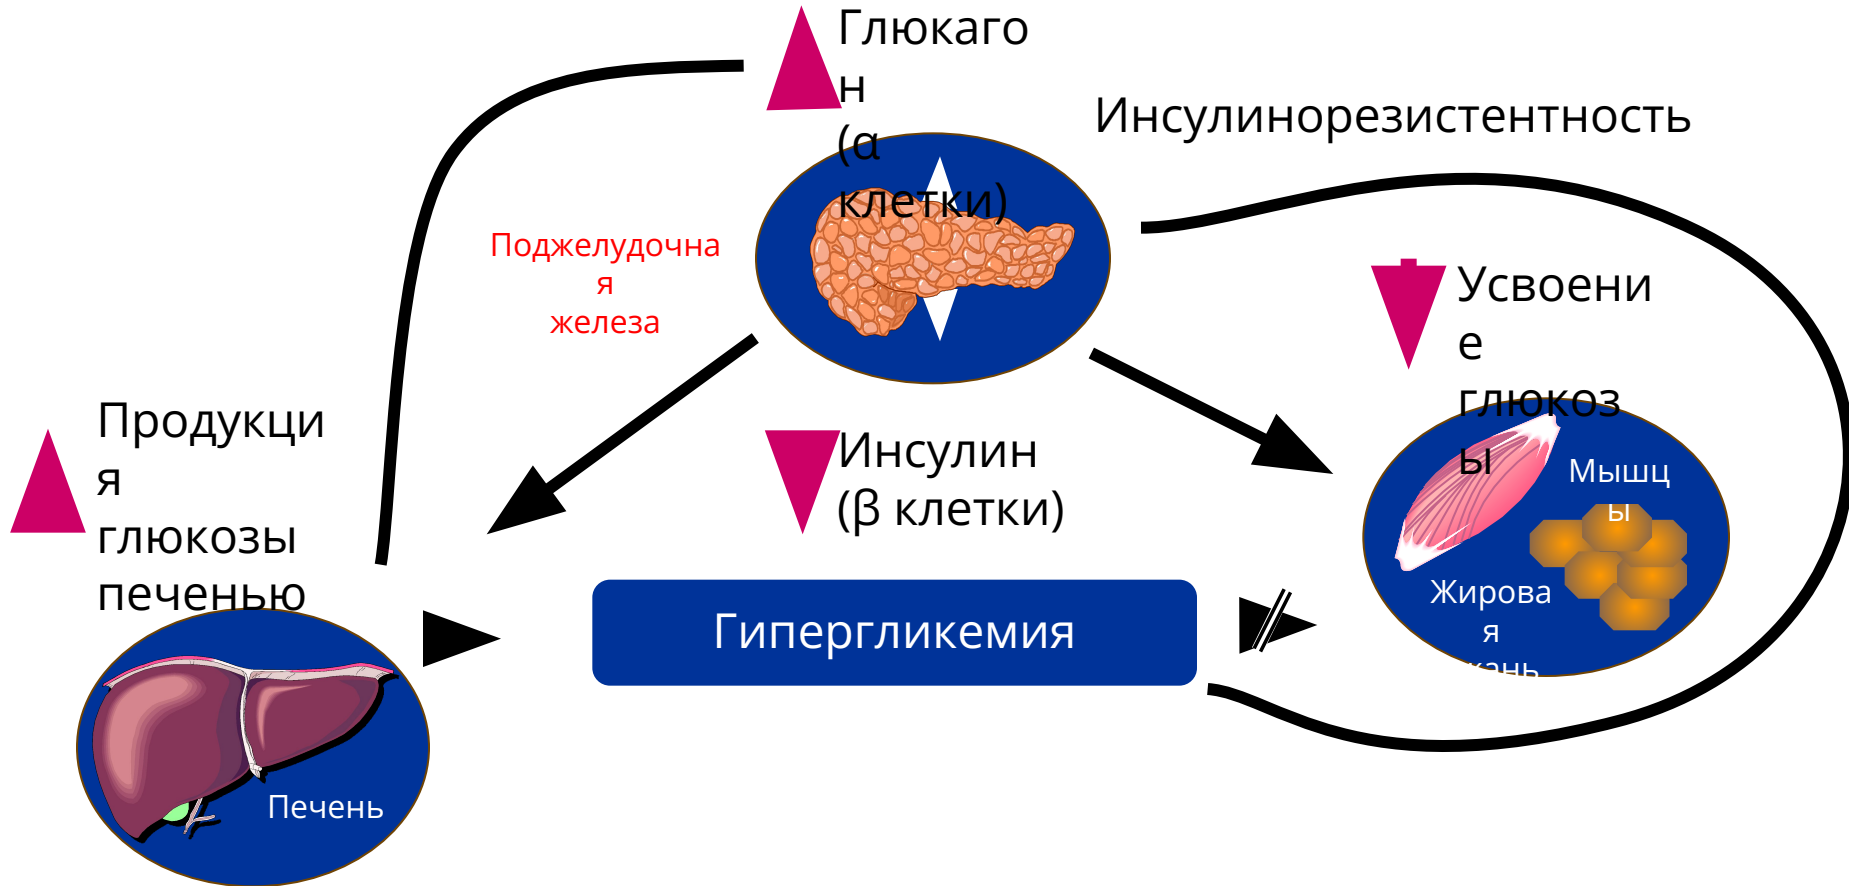 Глюкаго
н
(α
клетки)
Инсулинорезистентность
Поджелудочна
я
железа
Усвоени
е
глюкоз
ы
Продукци
я
глюкозы
печенью
Инсулин
(β клетки)
Мышц
ы
Жирова
я
Гипергликемия
Печень